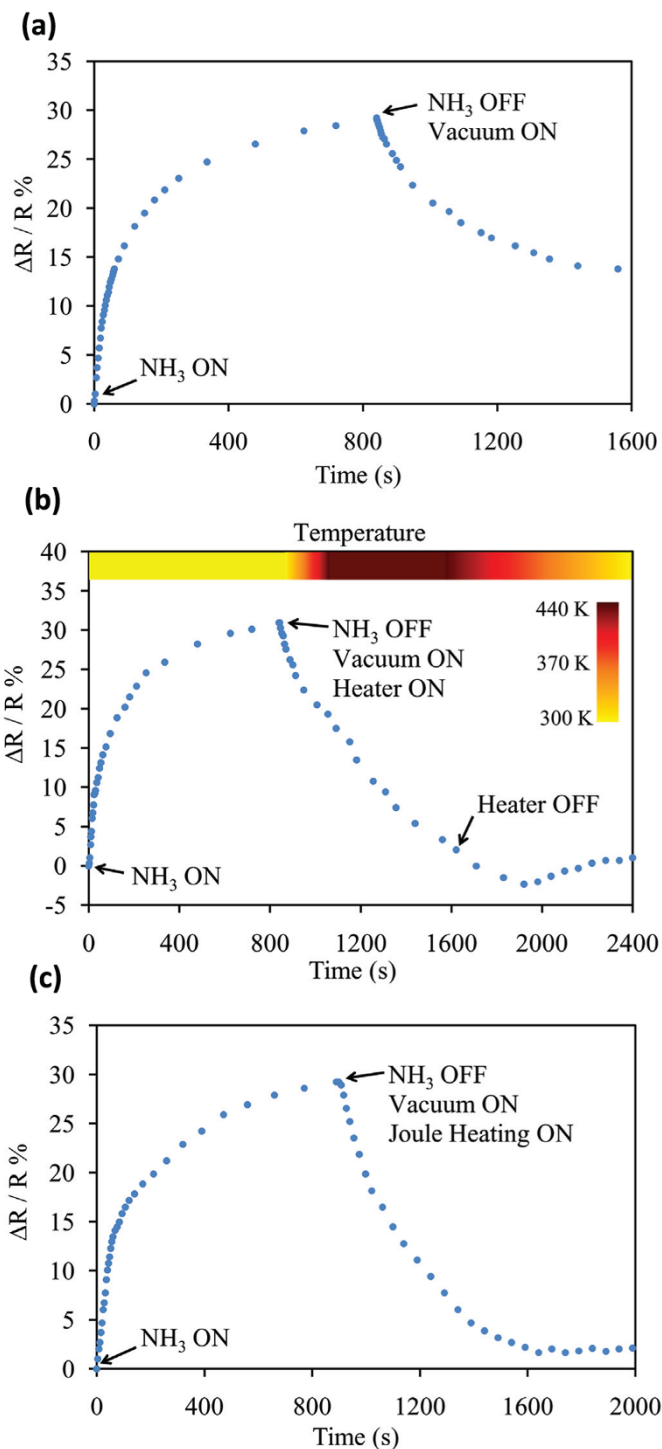 (a)
35
30
25
20
15
10
5
0
ΔR / R %
NH₃ OFF
Vacuum ON
NH₃ ON
0 400 800 1200 1600
Time (s)
(b)
Temperature
40
35
30
25
20
15
10
5
0
-5
ΔR / R %
NH₃ OFF
Vacuum ON
Heater ON
440 K
370 K
300 K
Heater OFF
NH₃ ON
0 400 800 1200 1600 2000 2400
Time (s)
(c)
35
30
25
20
15
10
5
0
ΔR / R %
NH₃ OFF
Vacuum ON
Joule Heating ON
NH₃ ON
0 400 800 1200 1600 2000
Time (s)